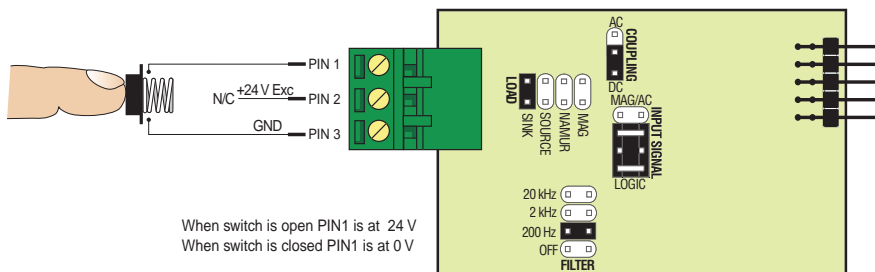 PIN 1
N/C
+24 V Exc
PIN 2
GND
PIN 3
When switch is open PIN1 is at 24 V
When switch is closed PIN1 is at 0 V
LOAD
SINK
SOURCE
NAMUR
MAG
AC
COUPLING
DC
MAG/AC
INPUT SIGNAL
LOGIC
20 kHz
2 kHz
200 Hz
OFF
FILTER